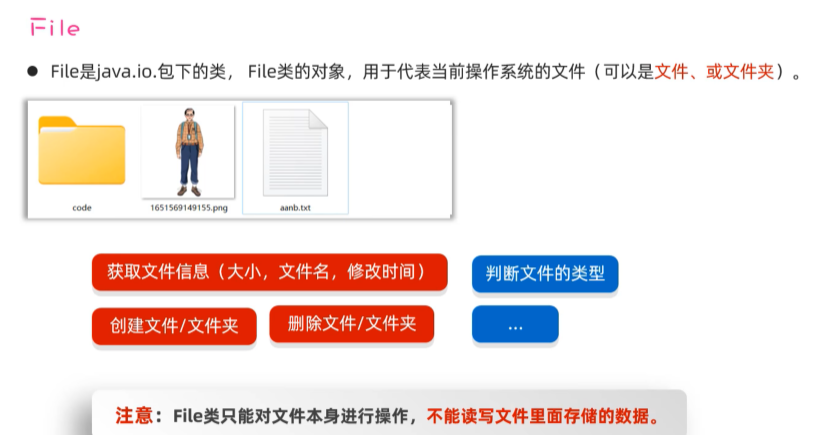 File
● File是java.io.包下的类， File类的对象，用于代表当前操作系统的文件（可以是文件、或文件夹）。
code
1651569149155.png
aanb.txt
获取文件信息（大小，文件名，修改时间）
判断文件的类型
创建文件/文件夹
删除文件/文件夹
...
注意：File类只能对文件本身进行操作，不能读写文件里面存储的数据。